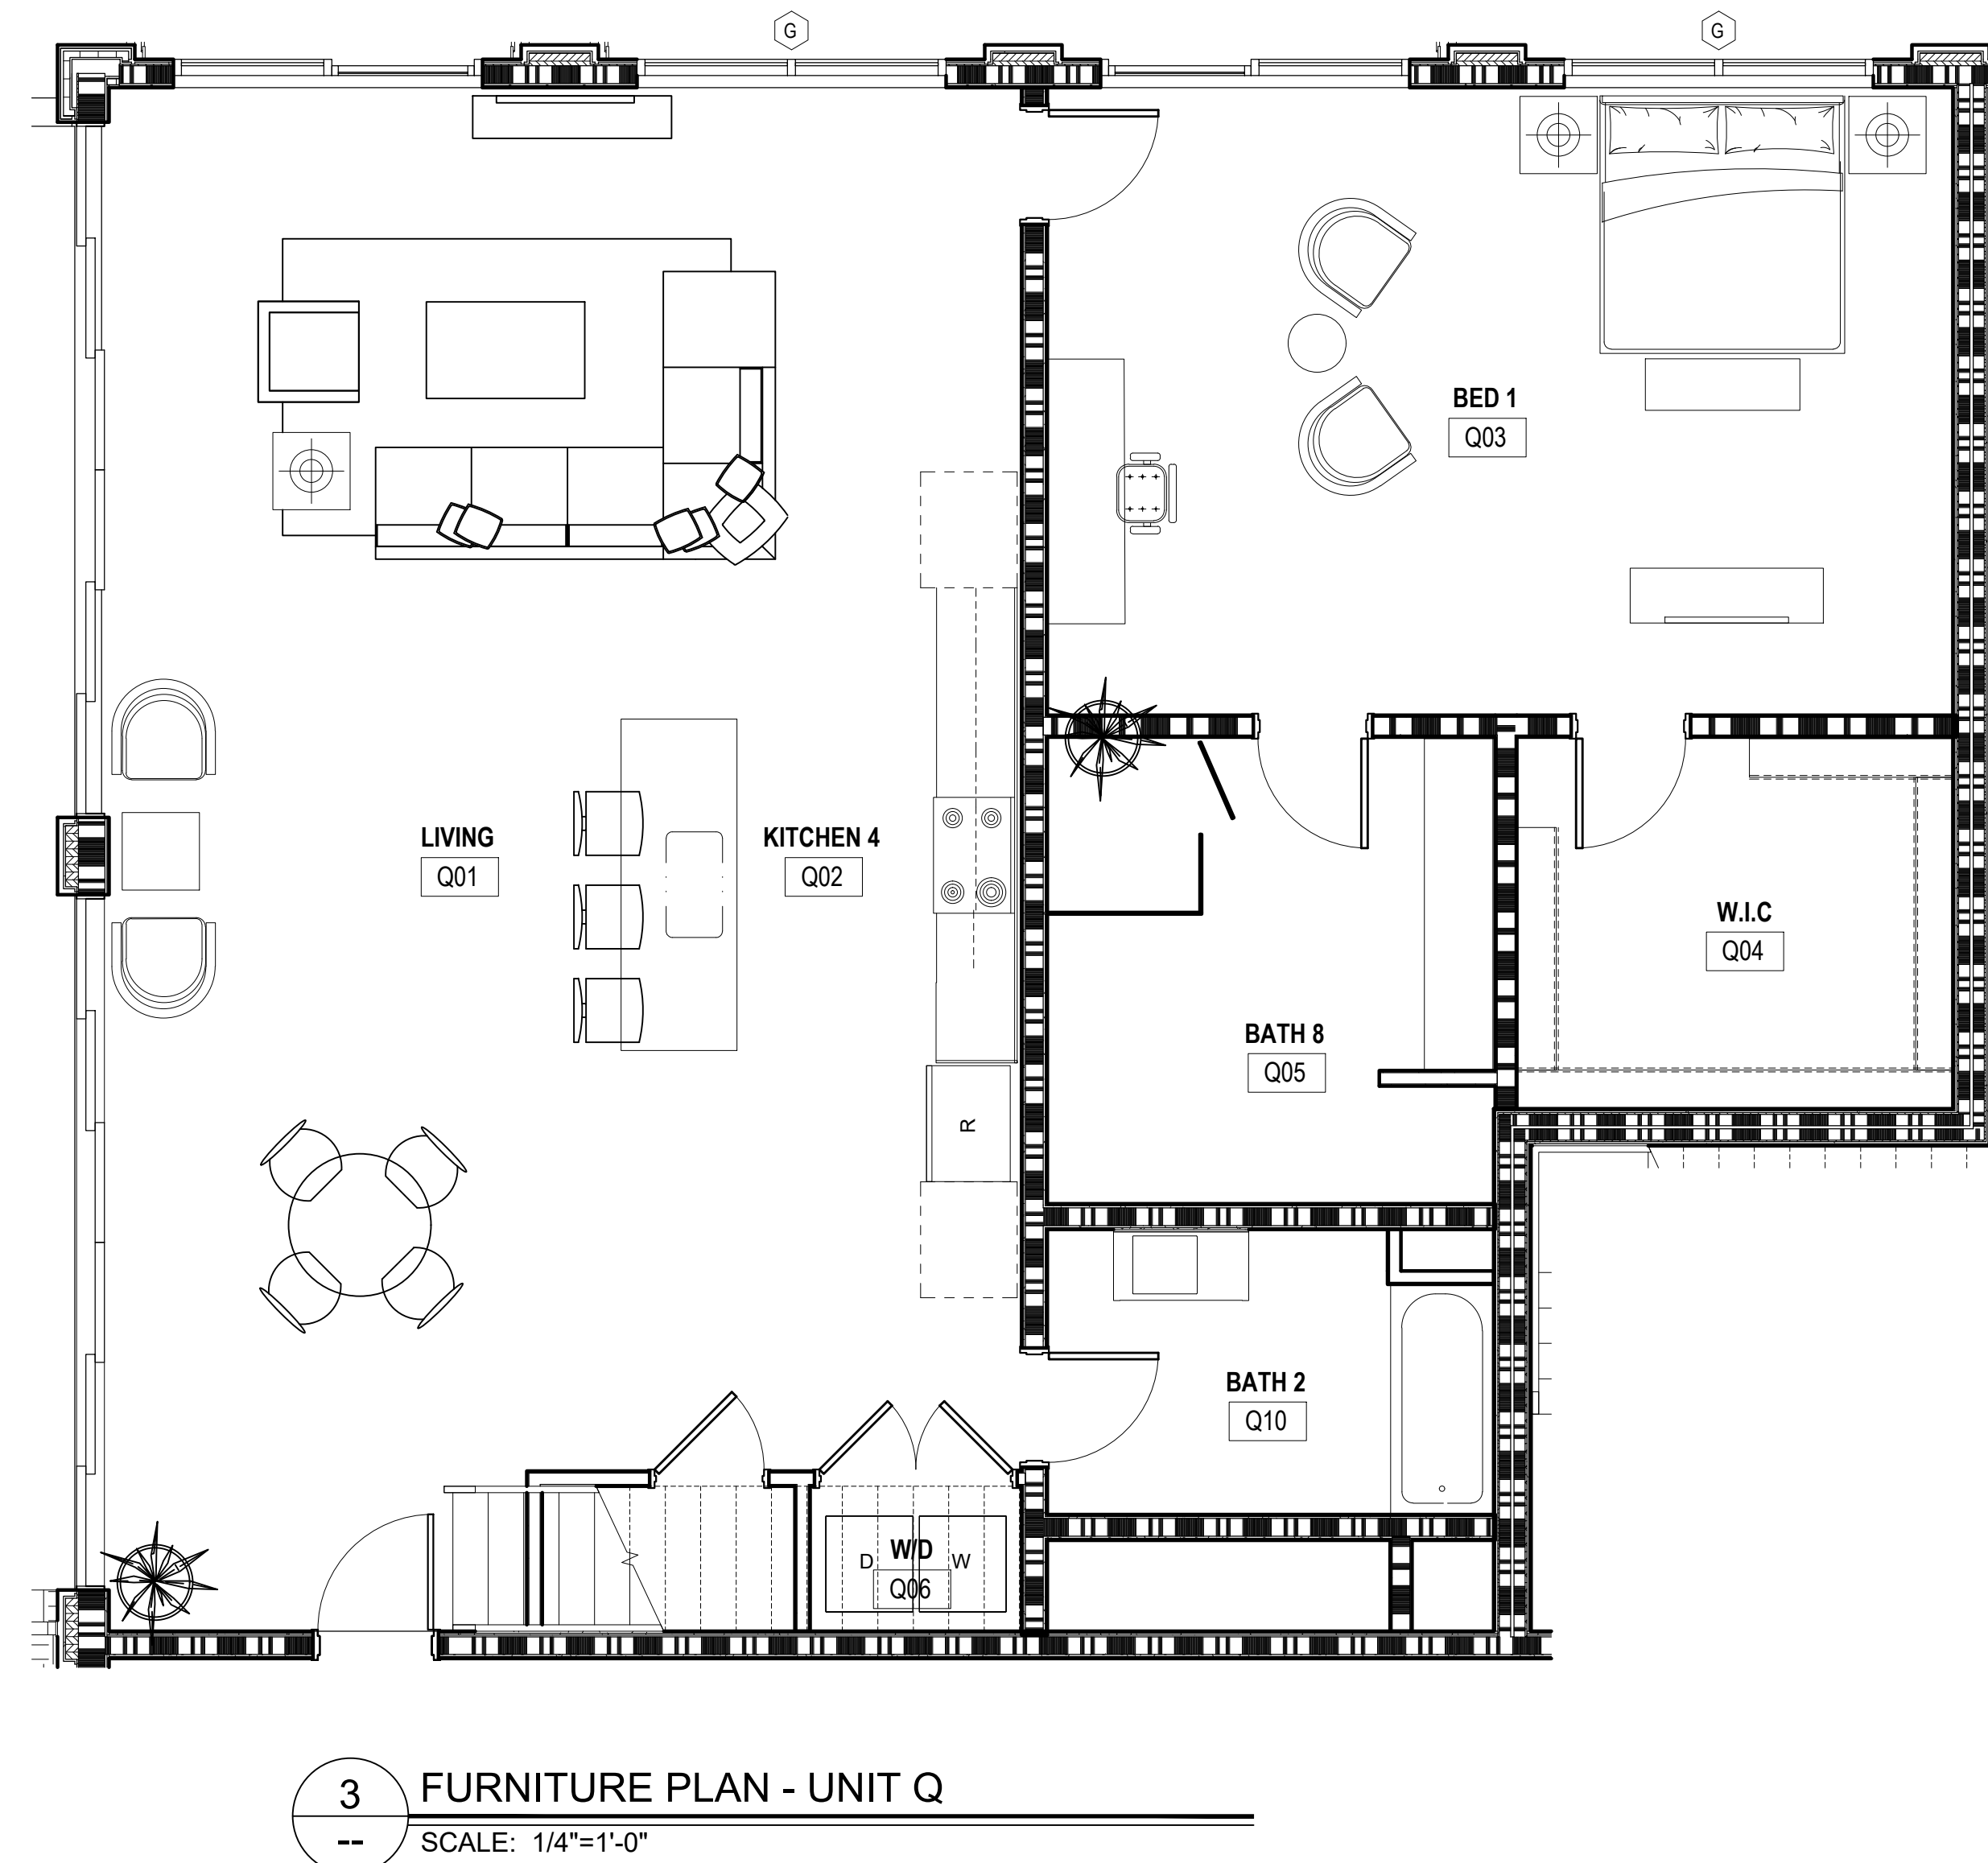 G
G
BED 1
Q03
LIVING
Q01
KITCHEN 4
Q02
W.I.C
Q04
BATH 8
Q05
R
BATH 2
Q10
D W/D W
Q06
3
--
FURNITURE PLAN - UNIT Q
SCALE: 1/4"=1'-0"